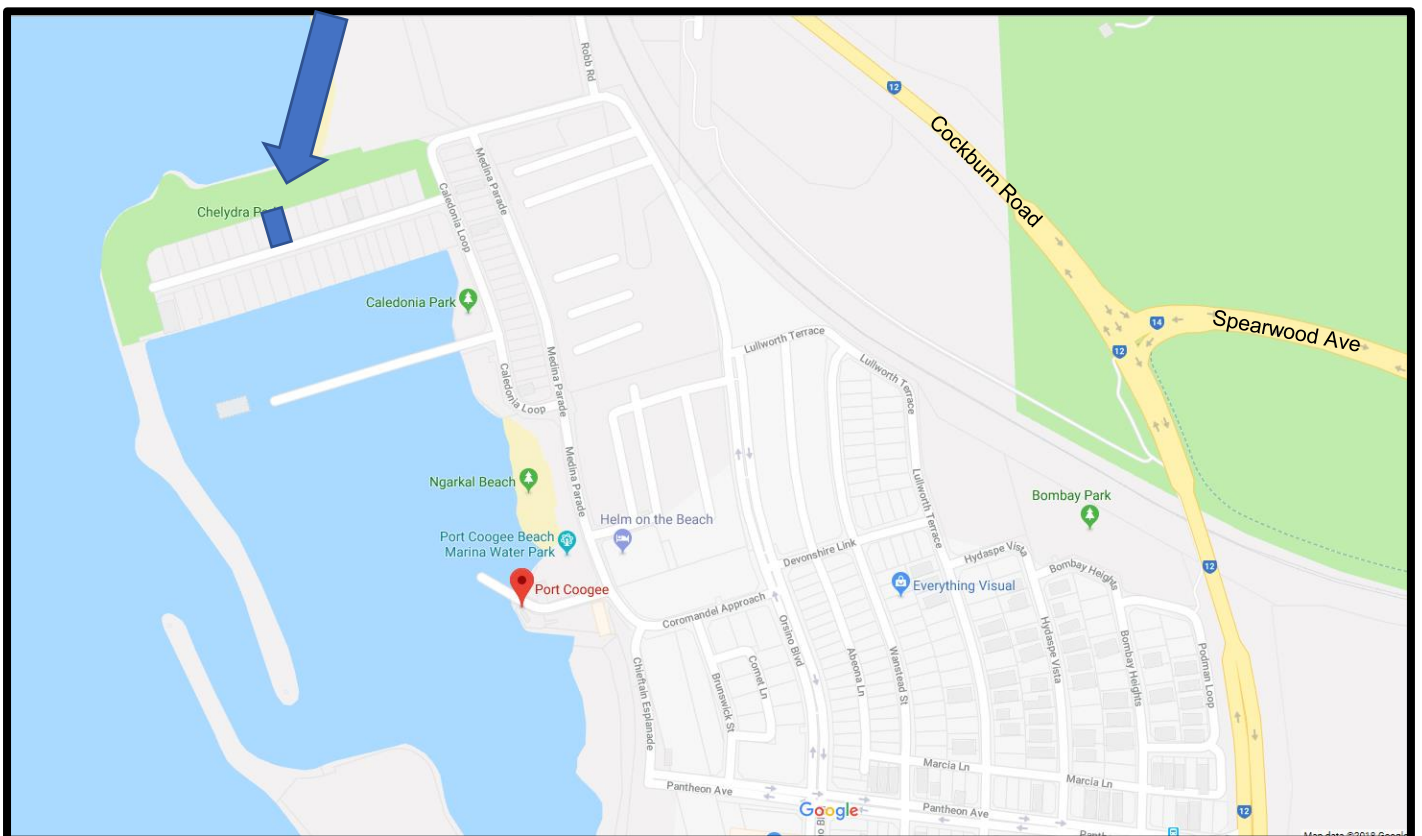 Robb Rd
12
Cockburn Road
Medina Parade
Caledonia Loop
Chelydra
Caledonia Park
14
Spearwood Ave
12
Lullworth Terrace
Lullworth Terrace
Medina Parade
Caledonia Loop
Medina Parade
Lullworth Terrace
Ngarkal Beach
Bombay Park
Helm on the Beach
Port Coogee Beach
Marina Water Park
Devonshire Link
Hydaspe Vista
Bombay Heights
12
Port Coogee
Everything Visual
Coromandel Approach
Orsino Blvd
Abeona Ln
Wanstead St
Hydaspe Vista
Bombay Heights
Podman Loop
Chieftain Esplanade
Brunswick St
Comet Ln
Marcia Ln
Marcia Ln
Pantheon Ave
Google
Pantheon Ave
12
Map data ©2018 Google